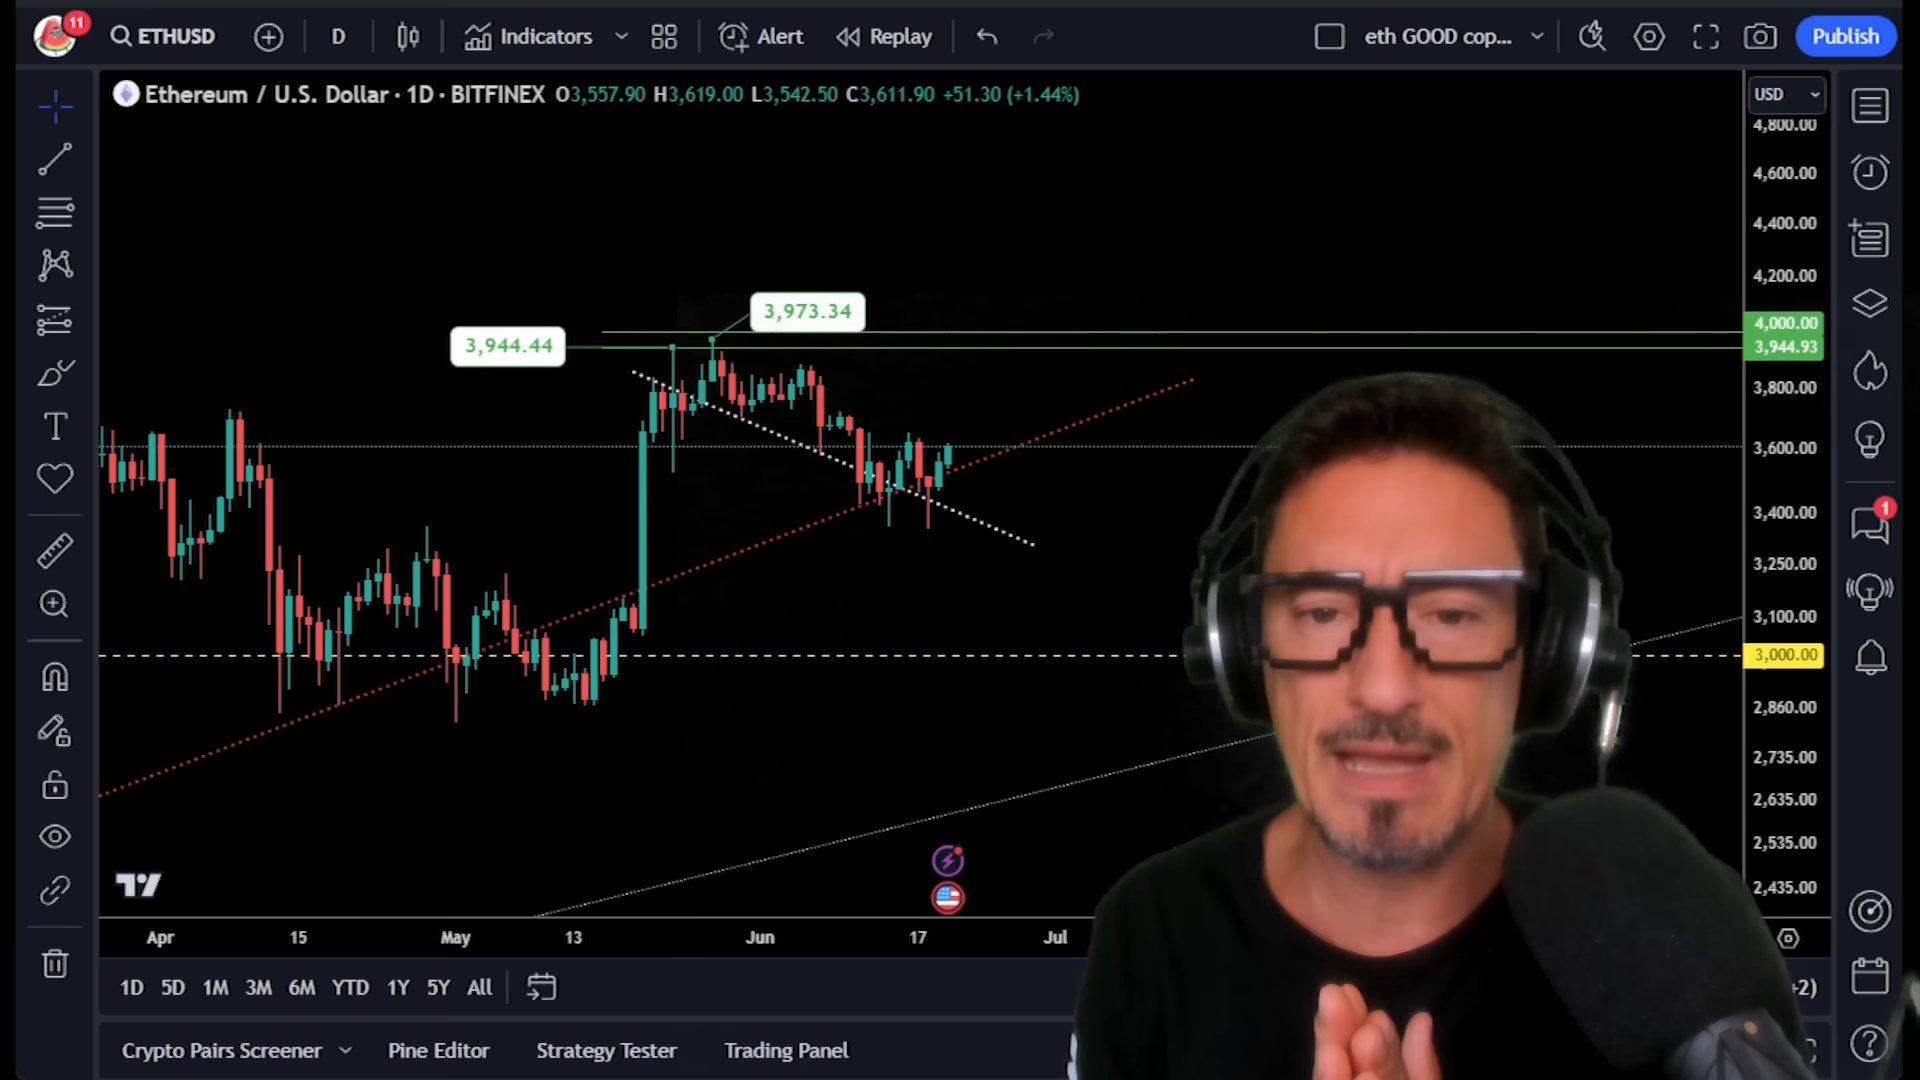 11
ETHUSD
D
Indicators
Alert
Replay
eth GOOD cop...
Publish
Ethereum / U.S. Dollar · 1D · BITFINEX O3,557.90 H3,619.00 L3,542.50 C3,611.90 +51.30 (+1.44%)
USD
4,800.00
4,600.00
4,400.00
4,200.00
3,973.34
4,000.00
3,944.44
3,944.93
3,800.00
3,600.00
3,400.00
1
3,250.00
3,100.00
3,000.00
2,860.00
2,735.00
2,635.00
2,535.00
2,435.00
Apr 15 May 13 Jun 17 Jul
1D 5D 1M 3M 6M YTD 1Y 5Y All
+2)
Crypto Pairs Screener Pine Editor Strategy Tester Trading Panel